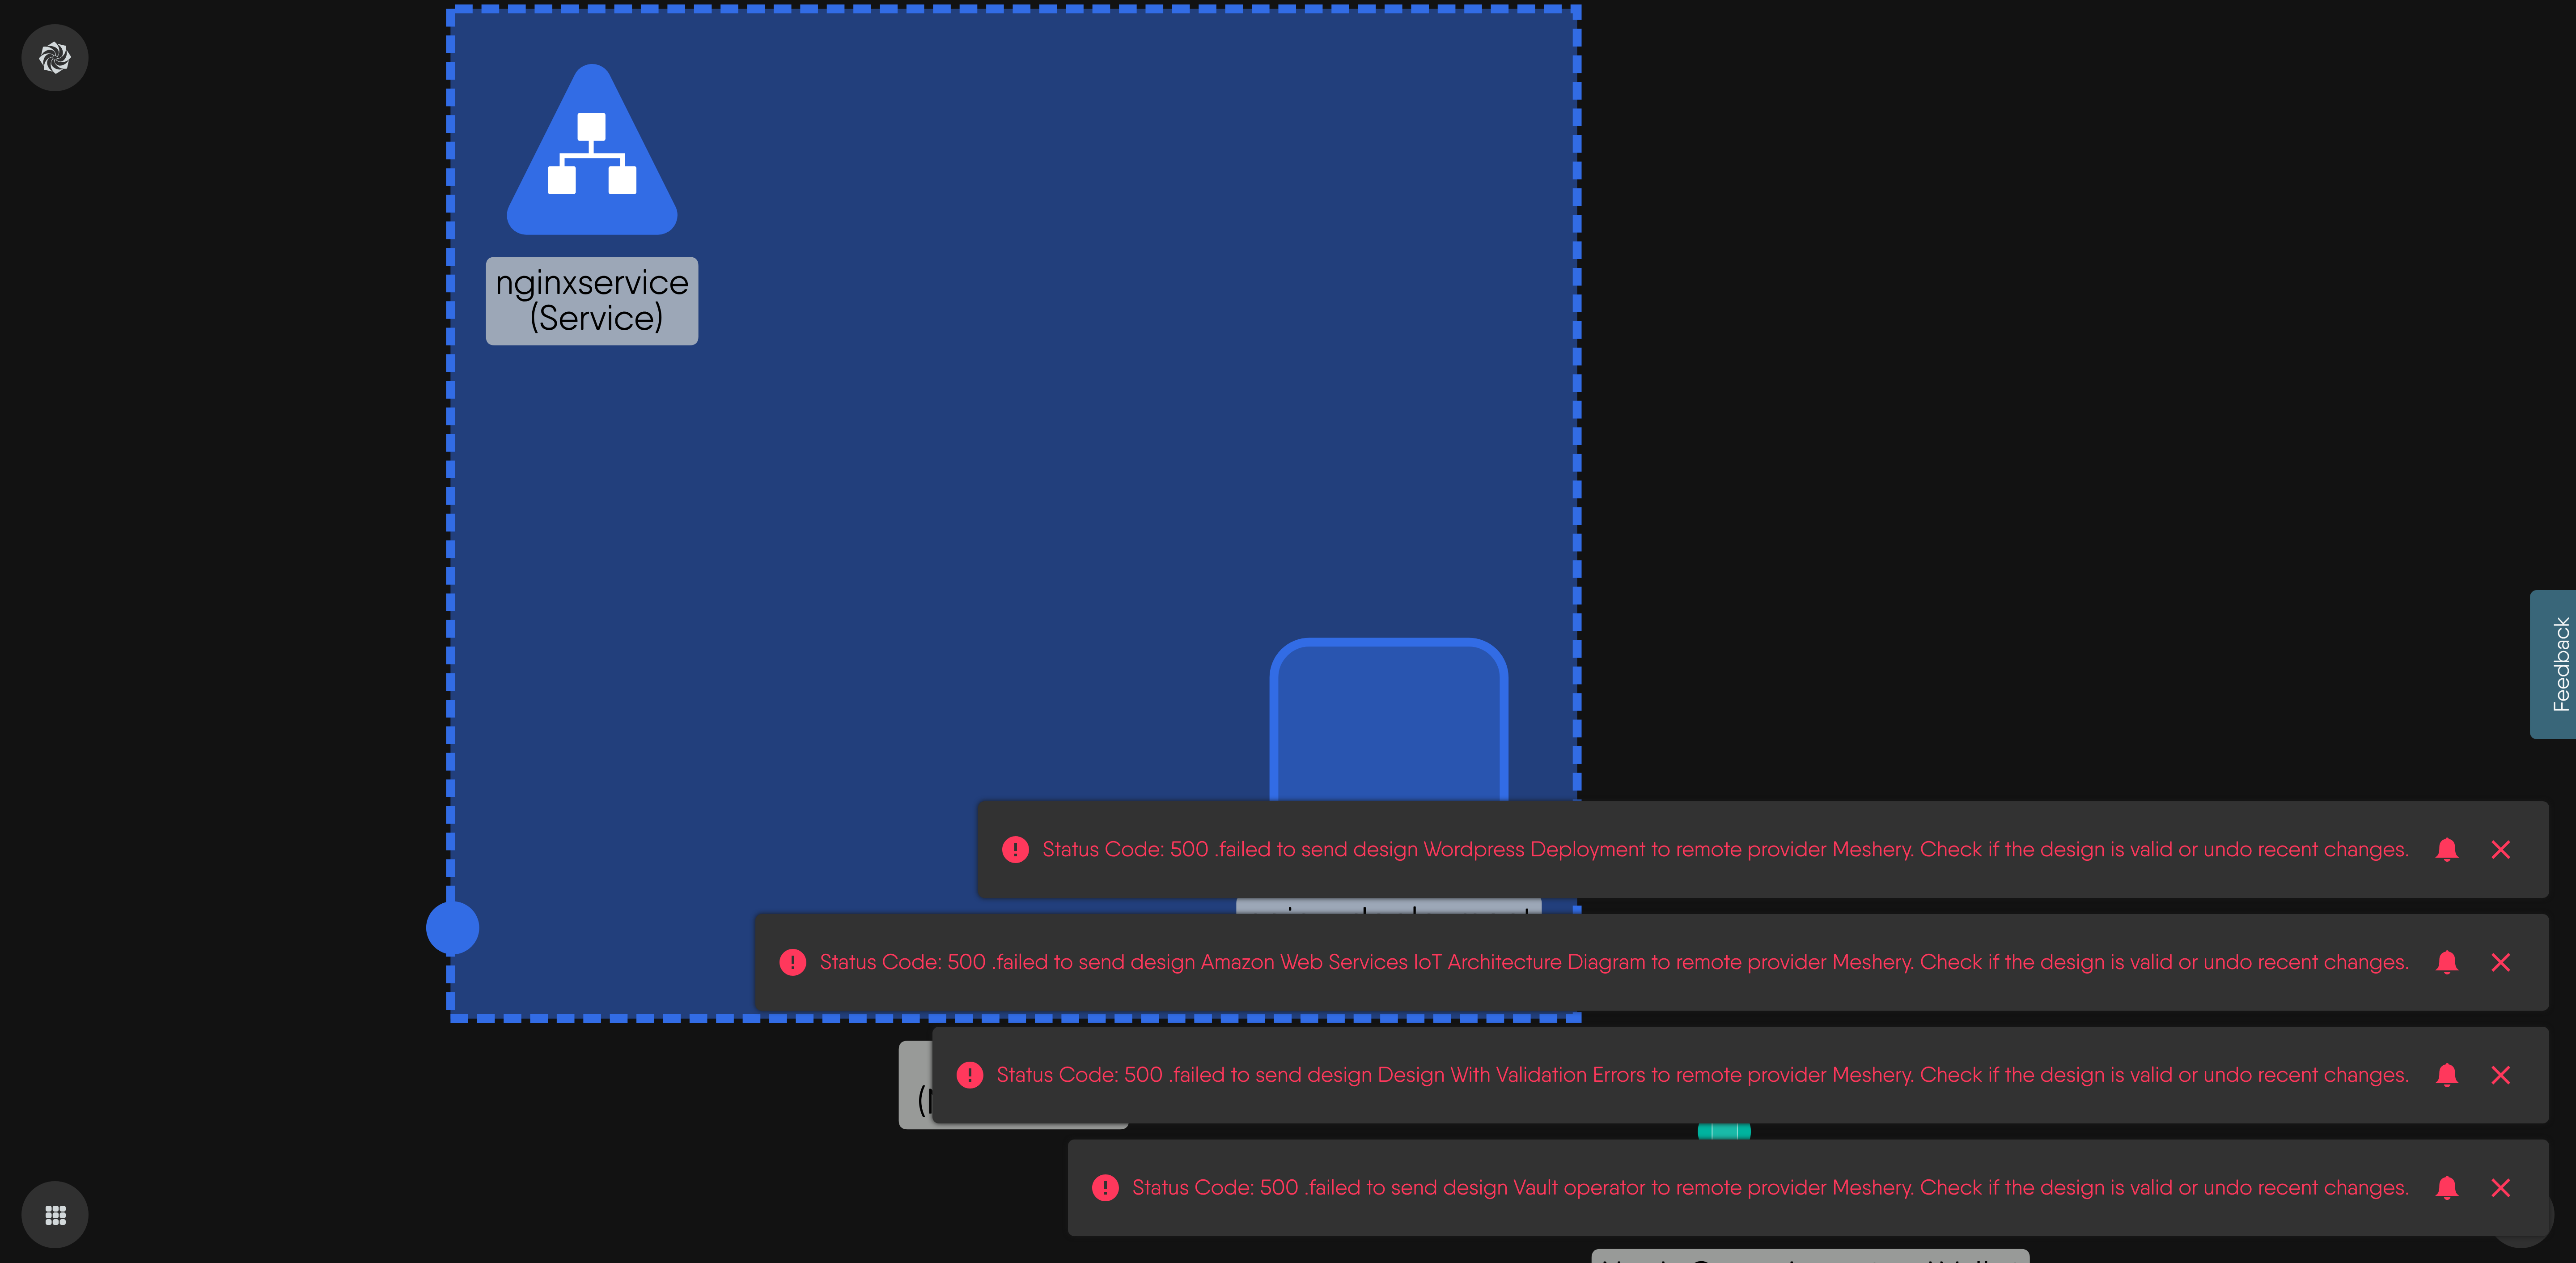 nginxservice
(Service)
Feedback
Status Code: 500 .failed to send design Wordpress Deployment to remote provider Meshery. Check if the design is valid or undo recent changes.
Status Code: 500 .failed to send design Amazon Web Services IoT Architecture Diagram to remote provider Meshery. Check if the design is valid or undo recent changes.
Status Code: 500 .failed to send design Design With Validation Errors to remote provider Meshery. Check if the design is valid or undo recent changes.
Status Code: 500 .failed to send design Vault operator to remote provider Meshery. Check if the design is valid or undo recent changes.